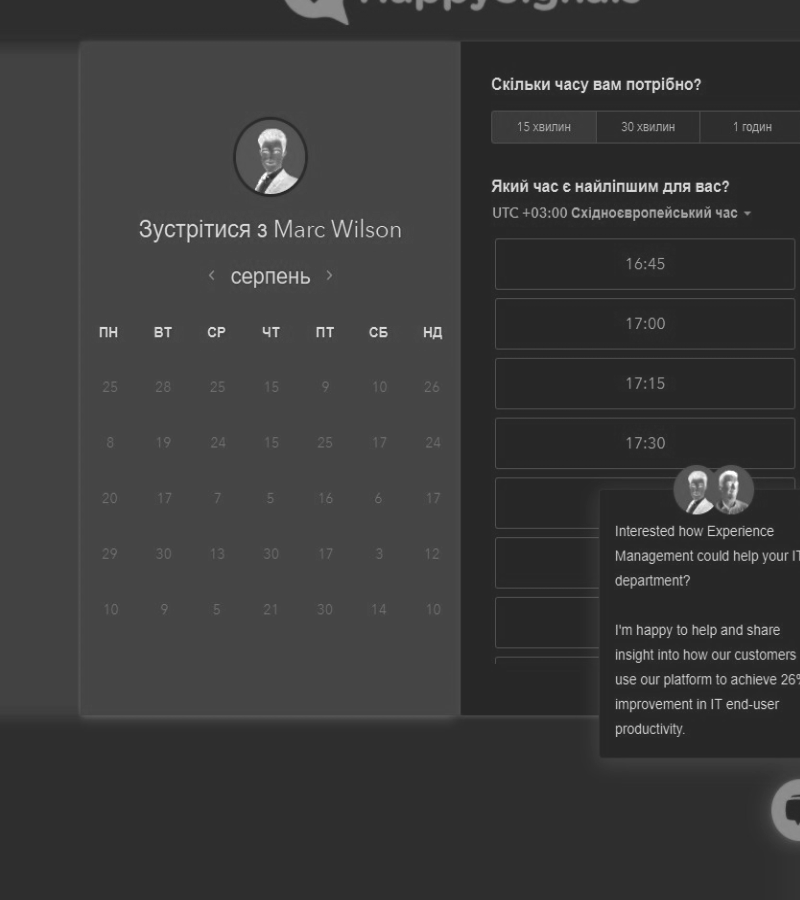 HappySignals
Зустрітися з Marc Wilson
‹ серпень ›
ПН ВТ СР ЧТ ПТ СБ НД
25 28 25 15 9 10 26
8 19 24 15 25 17 24
20 17 7 5 16 6 17
29 30 13 30 17 3 12
10 9 5 21 30 14 10
Скільки часу вам потрібно?
15 хвилин 30 хвилин 1 годин
Який час є найліпшим для вас?
UTC +03:00 Східноєвропейський час
16:45
17:00
17:15
17:30
Interested how Experience
Management could help your IT
department?
I'm happy to help and share
insight into how our customers
use our platform to achieve 26%
improvement in IT end-user
productivity.